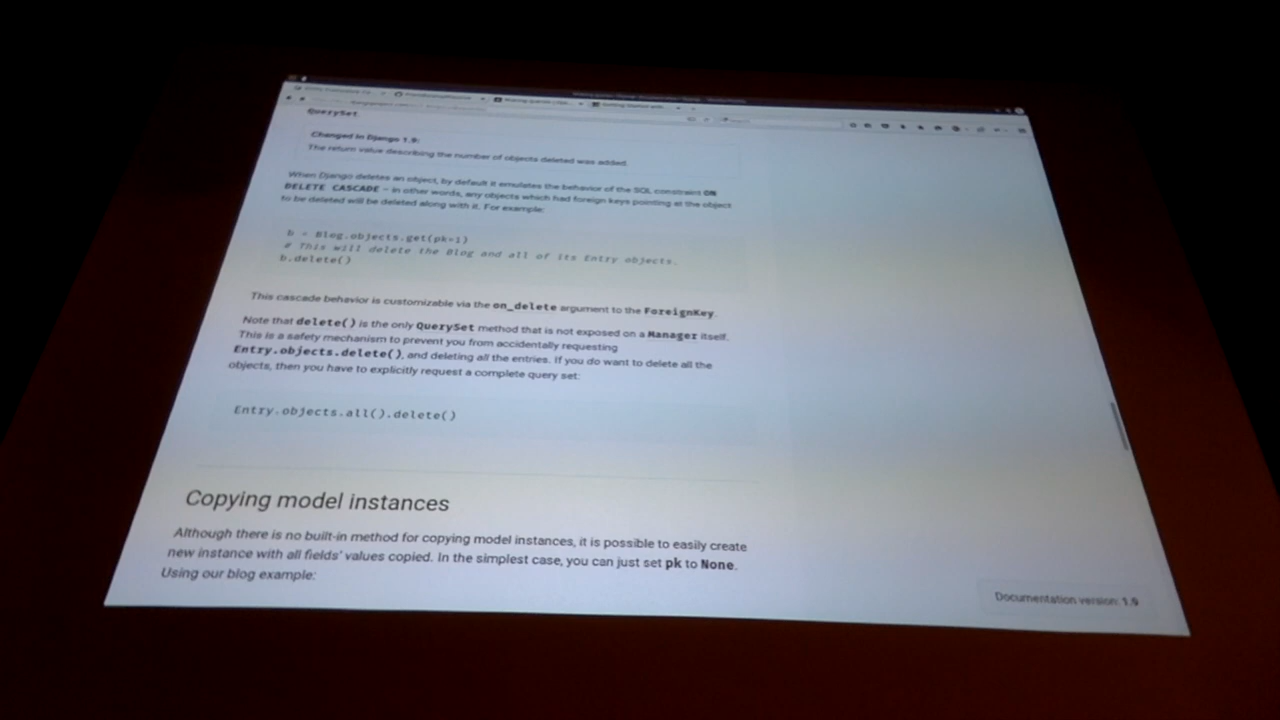 QuerySet
Changed in Django 1.9:
The return value describing the number of objects deleted was added.
When Django deletes an object, by default it emulates the behavior of the SQL constraint ON
DELETE CASCADE – in other words, any objects which had foreign keys pointing at the object
to be deleted will be deleted along with it. For example:
b = Blog.objects.get(pk=1)
# This will delete the Blog and all of its Entry objects.
b.delete()
This cascade behavior is customizable via the on_delete argument to the ForeignKey.
Note that delete() is the only QuerySet method that is not exposed on a Manager itself.
This is a safety mechanism to prevent you from accidentally requesting
Entry.objects.delete(), and deleting all the entries. If you do want to delete all the
objects, then you have to explicitly request a complete query set:
Entry.objects.all().delete()
Copying model instances
Although there is no built-in method for copying model instances, it is possible to easily create
new instance with all fields' values copied. In the simplest case, you can just set pk to None.
Using our blog example:
Documentation version: 1.9